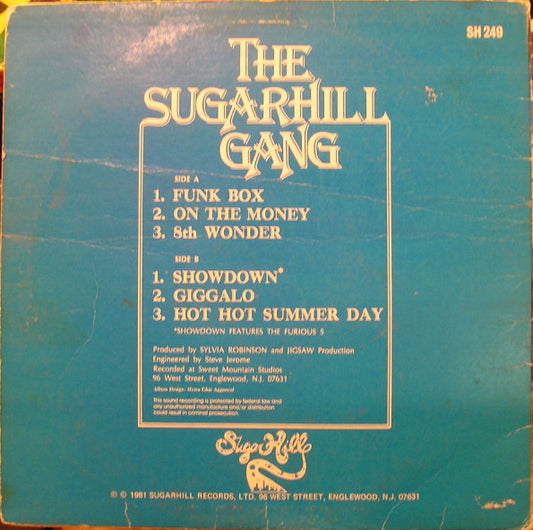 SH 249
THE
SUGARHILL
GANG
SIDE A
1. FUNK BOX
2. ON THE MONEY
3. 8th WONDER
SIDE B
1. SHOWDOWN*
2. GIGGALO
3. HOT HOT SUMMER DAY
*SHOWDOWN FEATURES THE FURIOUS 5
Produced by SYLVIA ROBINSON and JIGSAW Production
Engineered by Steve Jerome
Recorded at Sweet Mountain Studios
96 West Street, Englewood, N.J. 07631
Album Design:
This sound recording is protected by federal law and
any unauthorized manufacture and/or distribution
could result in criminal prosecution.
Sugar Hill
℗ © 1981 SUGARHILL RECORDS, LTD. 96 WEST STREET, ENGLEWOOD, N.J. 07631